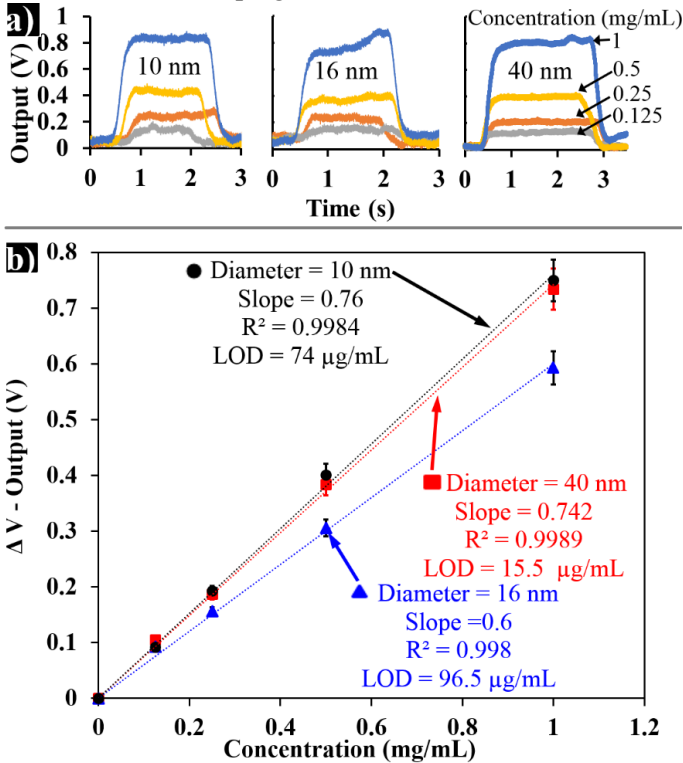 a)
Concentration (mg/mL)
Output (V)
1
0.8
0.6
0.4
0.2
0
10 nm
16 nm
40 nm
1
0.5
0.25
0.125
0 1 2 3
0 1 2 3
0 1 2 3
Time (s)
b)
Δ V - Output (V)
0.8
0.7
0.6
0.5
0.4
0.3
0.2
0.1
0
Diameter = 10 nm
Slope = 0.76
R² = 0.9984
LOD = 74 µg/mL
Diameter = 40 nm
Slope = 0.742
R² = 0.9989
LOD = 15.5 µg/mL
Diameter = 16 nm
Slope =0.6
R² = 0.998
LOD = 96.5 µg/mL
0 0.2 0.4 0.6 0.8 1 1.2
Concentration (mg/mL)